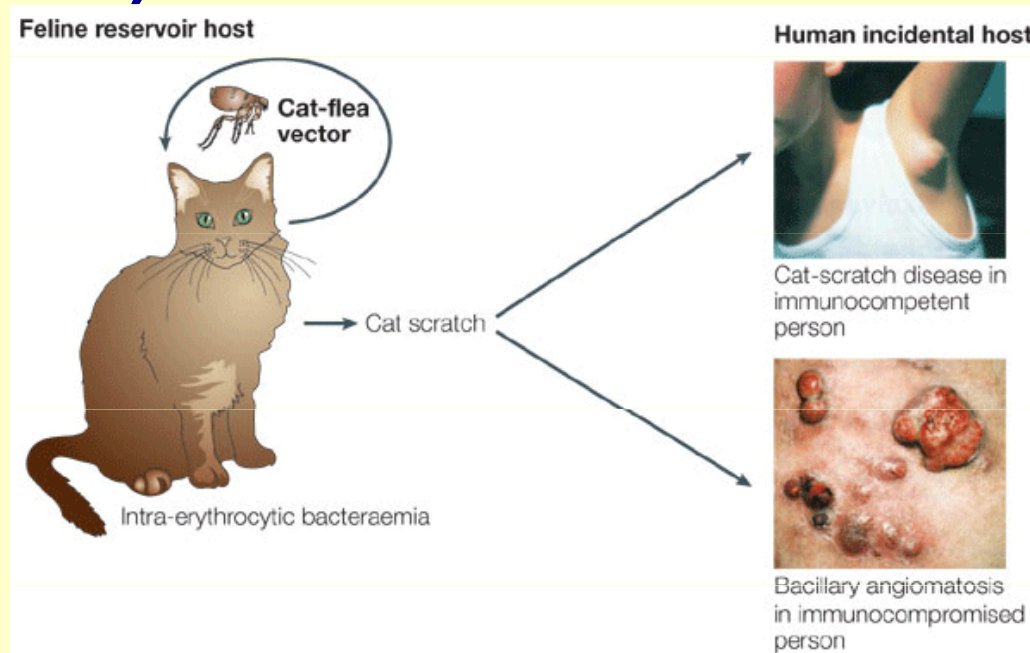 Feline reservoir host
Human incidental host
Cat-flea
vector
Cat scratch
Intra-erythrocytic bacteraemia
Cat-scratch disease in
immunocompetent
person
Bacillary angiomatosis
in immunocompromised
person